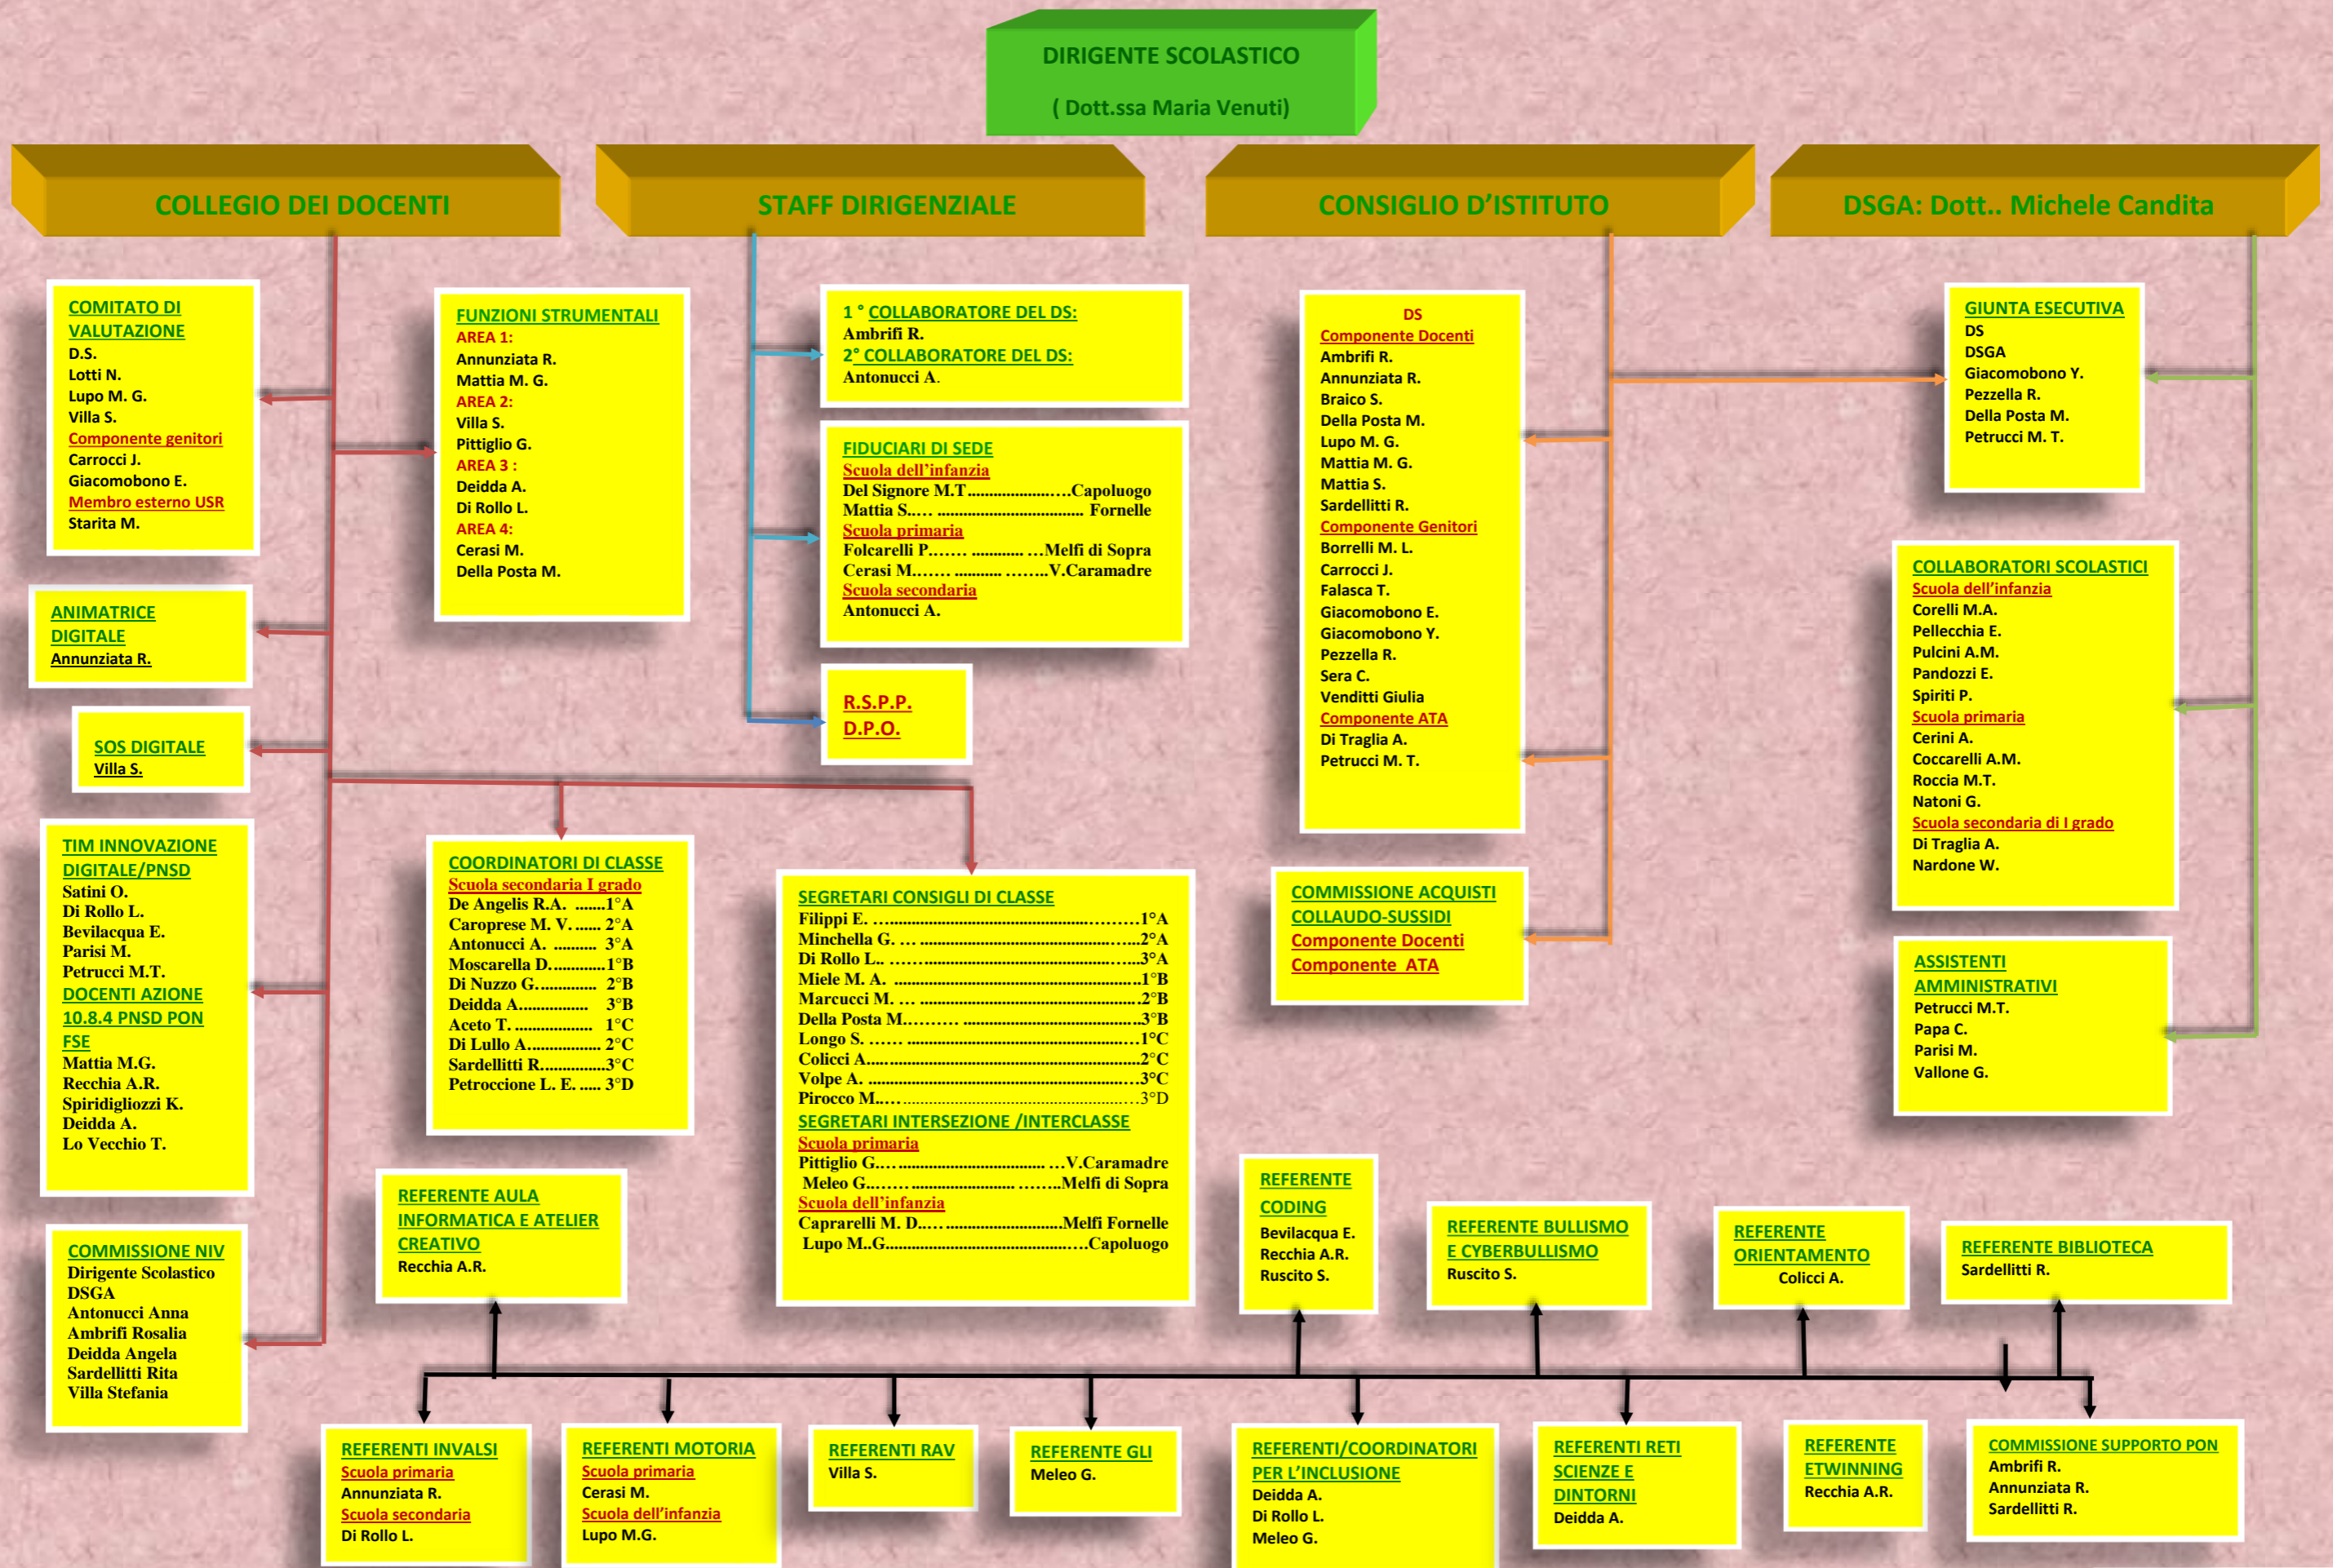 DIRIGENTE SCOLASTICO
( Dott.ssa Maria Venuti)
COLLEGIO DEI DOCENTI
STAFF DIRIGENZIALE
CONSIGLIO D’ISTITUTO
DSGA: Dott.. Michele Candita
COMITATO DI
VALUTAZIONE
D.S.
Lotti N.
Lupo M. G.
Villa S.
Componente genitori
Carrocci J.
Giacomobono E.
Membro esterno USR
Starita M.
FUNZIONI STRUMENTALI
AREA 1:
Annunziata R.
Mattia M. G.
AREA 2:
Villa S.
Pittiglio G.
AREA 3 :
Deidda A.
Di Rollo L.
AREA 4:
Cerasi M.
Della Posta M.
1 ° COLLABORATORE DEL DS:
Ambrifi R.
2° COLLABORATORE DEL DS:
Antonucci A.
FIDUCIARI DI SEDE
Scuola dell’infanzia
Del Signore M.T.......................Capoluogo
Mattia S..... .................................. Fornelle
Scuola primaria
Folcarelli P....... ............ ...Melfi di Sopra
Cerasi M....... ........... ........V.Caramadre
Scuola secondaria
Antonucci A.
R.S.P.P.
D.P.O.
DS
Componente Docenti
Ambrifi R.
Annunziata R.
Braico S.
Della Posta M.
Lupo M. G.
Mattia M. G.
Mattia S.
Sardellitti R.
Componente Genitori
Borrelli M. L.
Carrocci J.
Falasca T.
Giacomobono E.
Giacomobono Y.
Pezzella R.
Sera C.
Venditti Giulia
Componente ATA
Di Traglia A.
Petrucci M. T.
GIUNTA ESECUTIVA
DS
DSGA
Giacomobono Y.
Pezzella R.
Della Posta M.
Petrucci M. T.
COLLABORATORI SCOLASTICI
Scuola dell’infanzia
Corelli M.A.
Pellecchia E.
Pulcini A.M.
Pandozzi E.
Spiriti P.
Scuola primaria
Cerini A.
Coccarelli A.M.
Roccia M.T.
Natoni G.
Scuola secondaria di I grado
Di Traglia A.
Nardone W.
ANIMATRICE
DIGITALE
Annunziata R.
SOS DIGITALE
Villa S.
TIM INNOVAZIONE
DIGITALE/PNSD
Satini O.
Di Rollo L.
Bevilacqua E.
Parisi M.
Petrucci M.T.
DOCENTI AZIONE
10.8.4 PNSD PON
FSE
Mattia M.G.
Recchia A.R.
Spiridigliozzi K.
Deidda A.
Lo Vecchio T.
COORDINATORI DI CLASSE
Scuola secondaria I grado
De Angelis R.A. .......1°A
Caroprese M. V. ...... 2°A
Antonucci A. .......... 3°A
Moscarella D.............1°B
Di Nuzzo G.............. 2°B
Deidda A................. 3°B
Aceto T. .................. 1°C
Di Lullo A................. 2°C
Sardellitti R...............3°C
Petroccione L. E. ..... 3°D
SEGRETARI CONSIGLI DI CLASSE
Filippi E. ..........................................................1°A
Minchella G. ... ................................................2°A
Di Rollo L.. ......................................................3°A
Miele M. A. ......................................................1°B
Marcucci M. ... ................................................2°B
Della Posta M......... .........................................3°B
Longo S. ...... ...................................................1°C
Colicci A...........................................................2°C
Volpe A. ..........................................................3°C
Pirocco M.........................................................3°D
SEGRETARI INTERSEZIONE /INTERCLASSE
Scuola primaria
Pittiglio G..... ................................. ...V.Caramadre
Meleo G........ ........................ ........Melfi di Sopra
Scuola dell’infanzia
Caprarelli M. D..... .........................Melfi Fornelle
Lupo M..G...........................................Capoluogo
COMMISSIONE ACQUISTI
COLLAUDO-SUSSIDI
Componente Docenti
Componente ATA
ASSISTENTI
AMMINISTRATIVI
Petrucci M.T.
Papa C.
Parisi M.
Vallone G.
COMMISSIONE NIV
Dirigente Scolastico
DSGA
Antonucci Anna
Ambrifi Rosalia
Deidda Angela
Sardellitti Rita
Villa Stefania
REFERENTE AULA
INFORMATICA E ATELIER
CREATIVO
Recchia A.R.
REFERENTE
CODING
Bevilacqua E.
Recchia A.R.
Ruscito S.
REFERENTE BULLISMO
E CYBERBULLISMO
Ruscito S.
REFERENTE
ORIENTAMENTO
Colicci A.
REFERENTE BIBLIOTECA
Sardellitti R.
REFERENTI INVALSI
Scuola primaria
Annunziata R.
Scuola secondaria
Di Rollo L.
REFERENTI MOTORIA
Scuola primaria
Cerasi M.
Scuola dell’infanzia
Lupo M.G.
REFERENTI RAV
Villa S.
REFERENTE GLI
Meleo G.
REFERENTI/COORDINATORI
PER L’INCLUSIONE
Deidda A.
Di Rollo L.
Meleo G.
REFERENTI RETI
SCIENZE E
DINTORNI
Deidda A.
REFERENTE
ETWINNING
Recchia A.R.
COMMISSIONE SUPPORTO PON
Ambrifi R.
Annunziata R.
Sardellitti R.